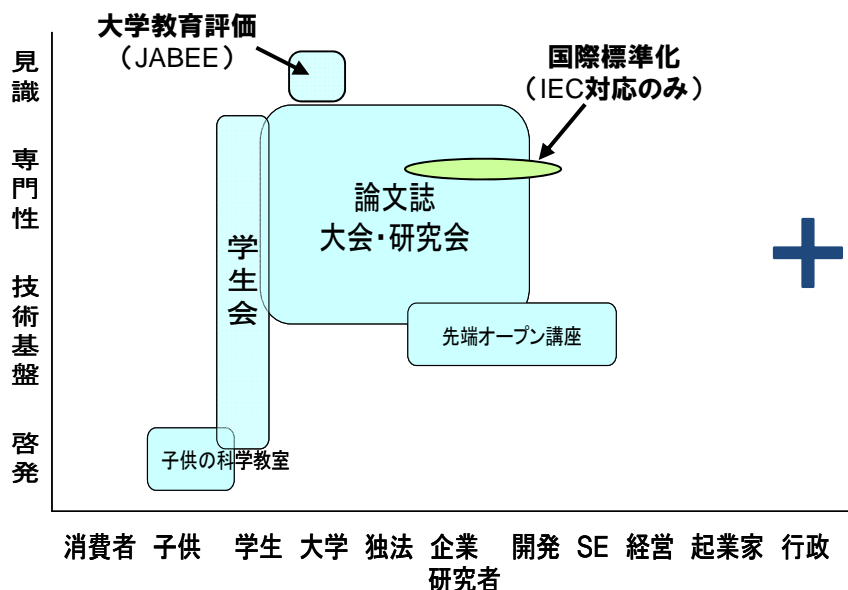 大学教育評価
（JABEE）
国際標準化
（IEC対応のみ）
見識
専門性
技術基盤
啓発
論文誌
大会・研究会
学生会
先端オープン講座
子供の科学教室
消費者 子供 学生 大学 独法 企業 開発 SE 経営 起業家 行政
研究者